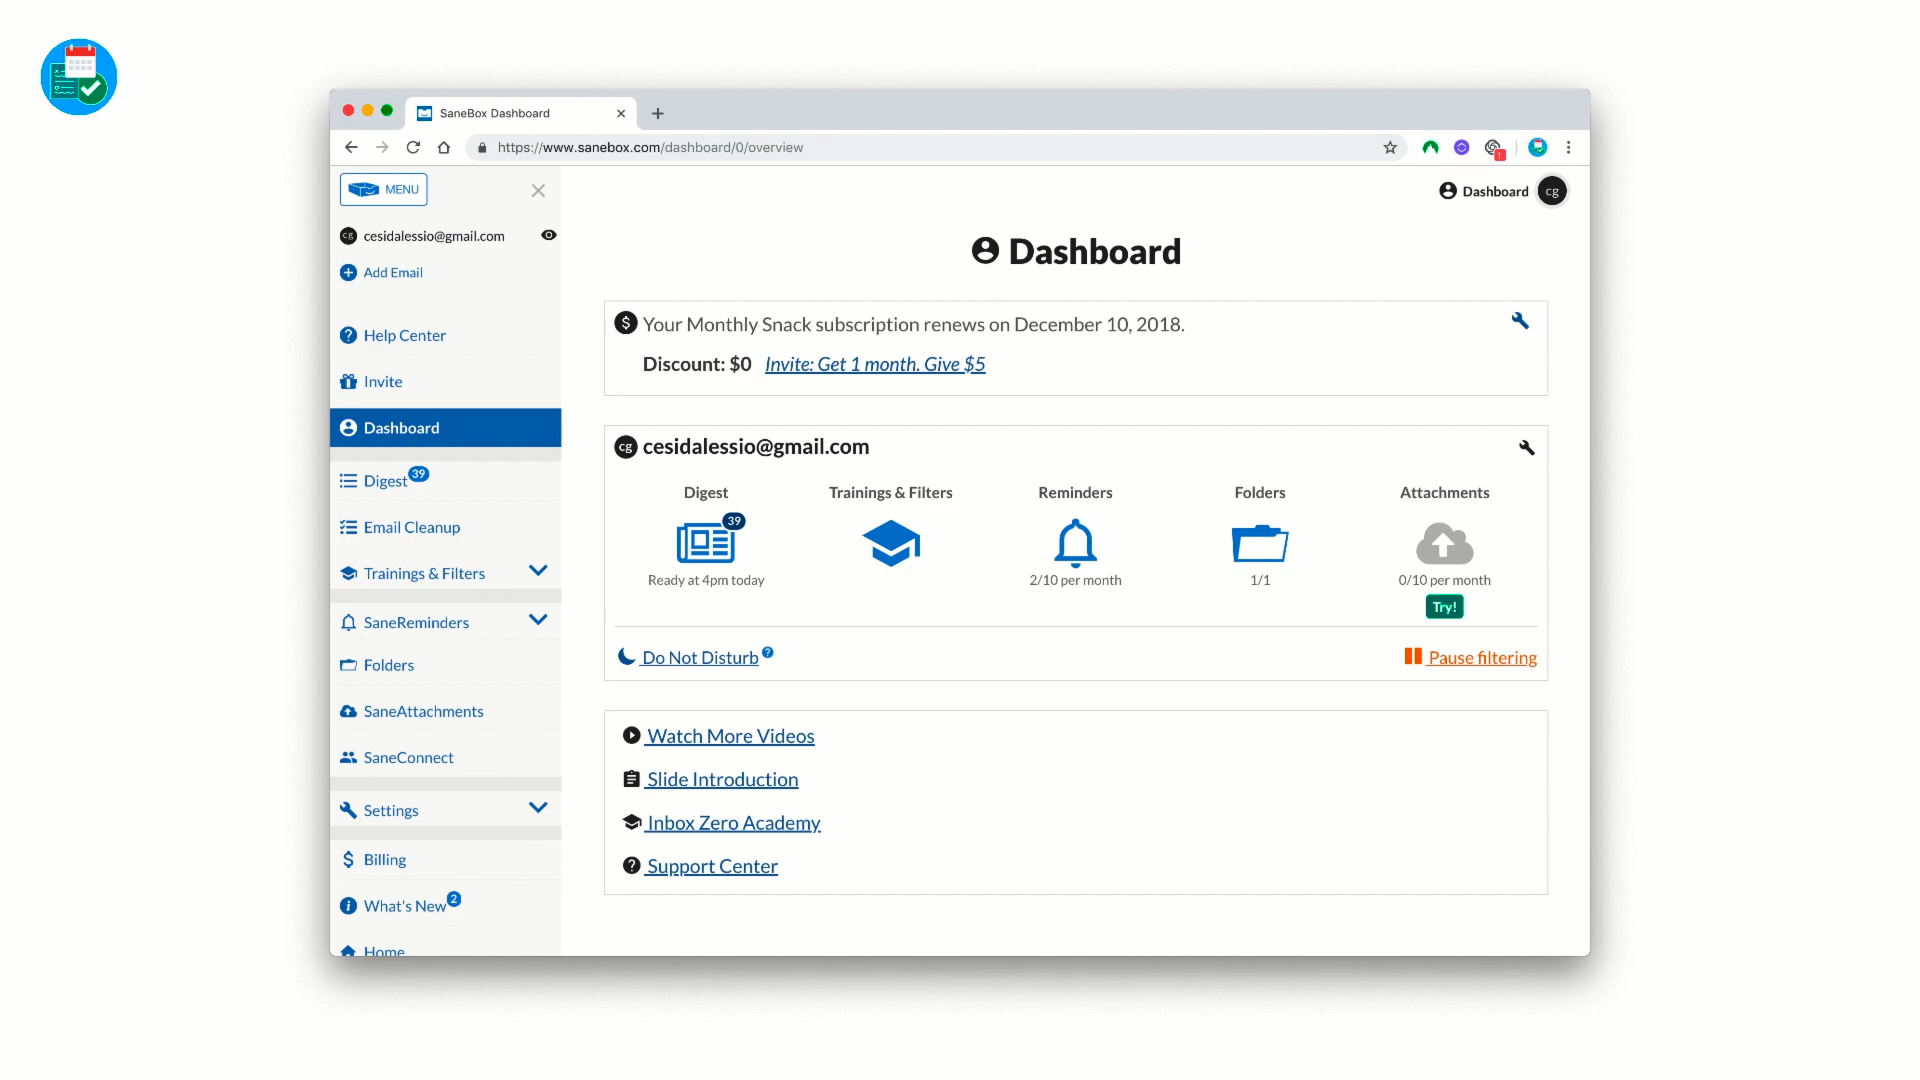 SaneBox Dashboard
https://www.sanebox.com/dashboard/0/overview
1
MENU
Dashboard
cg
cg cesidalessio@gmail.com
Add Email
Help Center
Invite
Dashboard
Digest 39
Email Cleanup
Trainings & Filters
SaneReminders
Folders
SaneAttachments
SaneConnect
Settings
Billing
What's New 2
Home
Dashboard
Your Monthly Snack subscription renews on December 10, 2018.
Discount: $0 Invite: Get 1 month. Give $5
cg cesidalessio@gmail.com
Digest Trainings & Filters Reminders Folders Attachments
39
Ready at 4pm today 2/10 per month 1/1 0/10 per month
Try!
Do Not Disturb ? Pause filtering
Watch More Videos
Slide Introduction
Inbox Zero Academy
Support Center